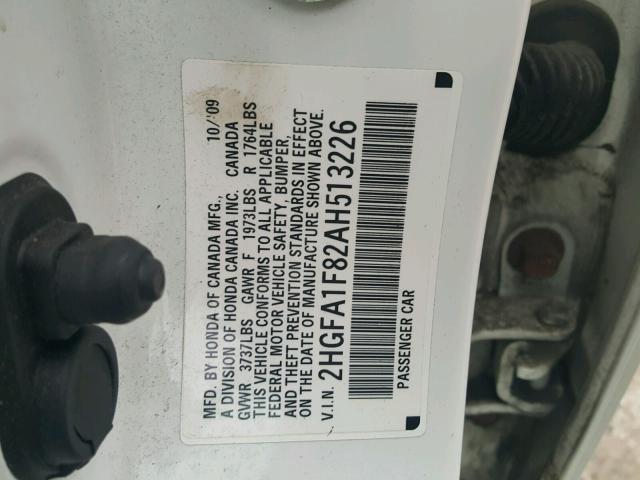 MFD. BY HONDA OF CANADA MFG., 10/'09
A DIVISION OF HONDA CANADA INC. CANADA
GVWR 3737LBS GAWR F 1973LBS R 1764LBS
THIS VEHICLE CONFORMS TO ALL APPLICABLE
FEDERAL MOTOR VEHICLE SAFETY, BUMPER,
AND THEFT PREVENTION STANDARDS IN EFFECT
ON THE DATE OF MANUFACTURE SHOWN ABOVE.
V.I.N. 2HGFA1F82AH513226
PASSENGER CAR